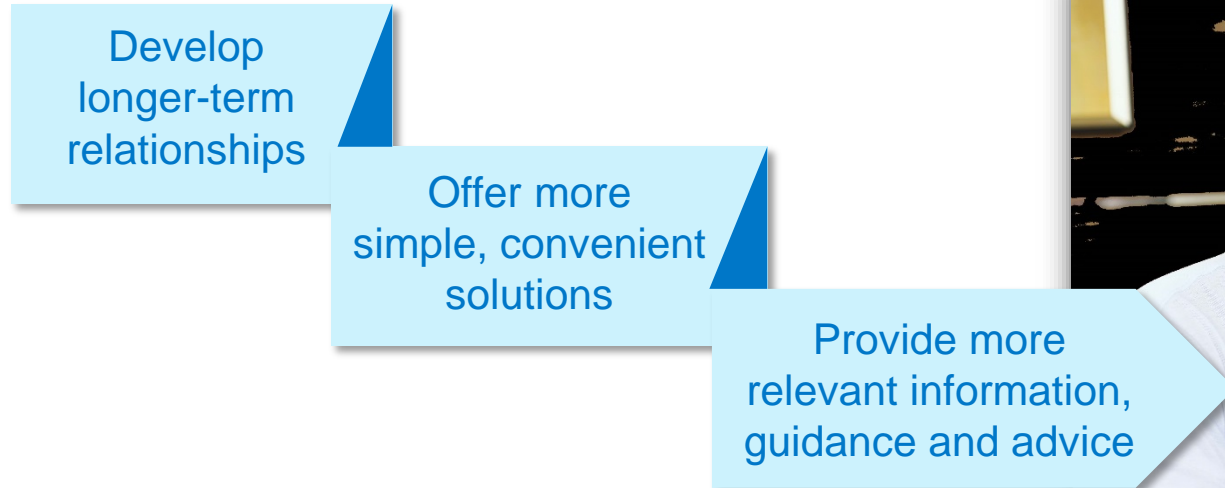 Develop
longer-term
relationships
Offer more
simple, convenient
solutions
Provide more
relevant information,
guidance and advice